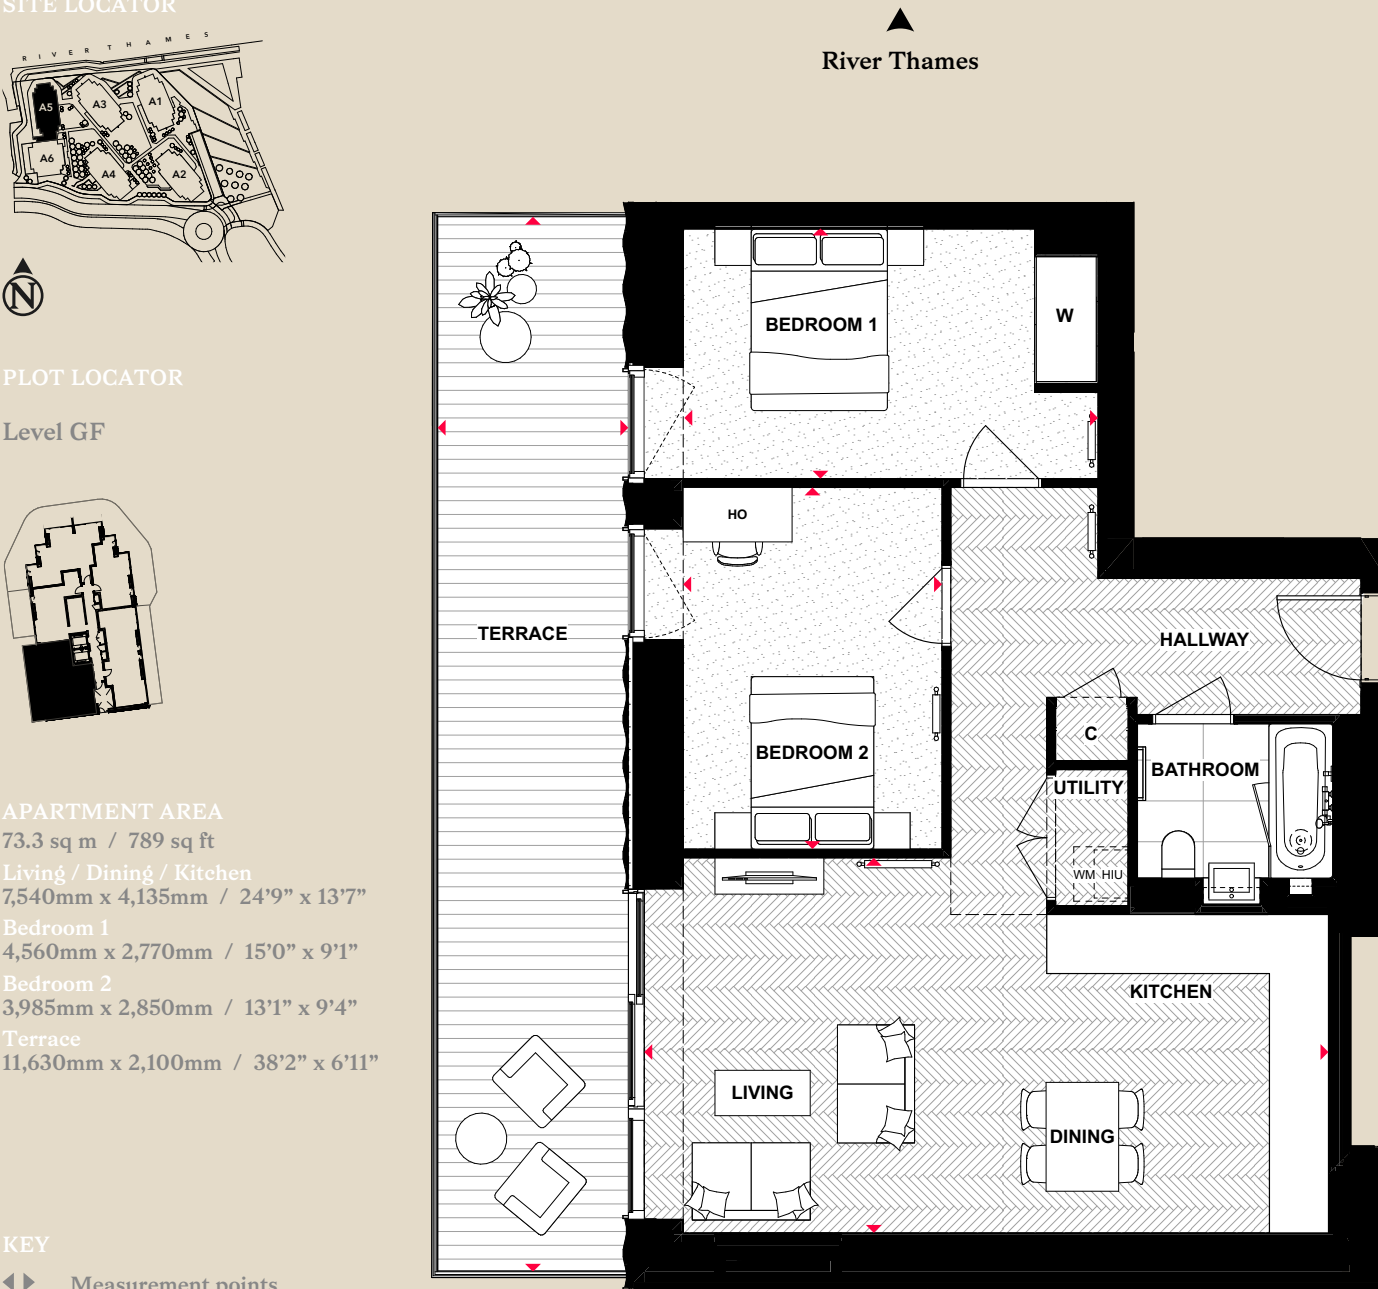 SITE LOCATOR
RIVER THAMES
A5
A3
A1
A6
A4
A2
N
PLOT LOCATOR
Level GF
APARTMENT AREA
73.3 sq m / 789 sq ft
Living / Dining / Kitchen
7,540mm x 4,135mm / 24’9” x 13’7”
Bedroom 1
4,560mm x 2,770mm / 15’0” x 9’1”
Bedroom 2
3,985mm x 2,850mm / 13’1” x 9’4”
Terrace
11,630mm x 2,100mm / 38’2” x 6’11”
KEY
Measurement points
River Thames
BEDROOM 1
W
HO
TERRACE
HALLWAY
BEDROOM 2
C
BATHROOM
UTILITY
WM HIU
KITCHEN
LIVING
DINING